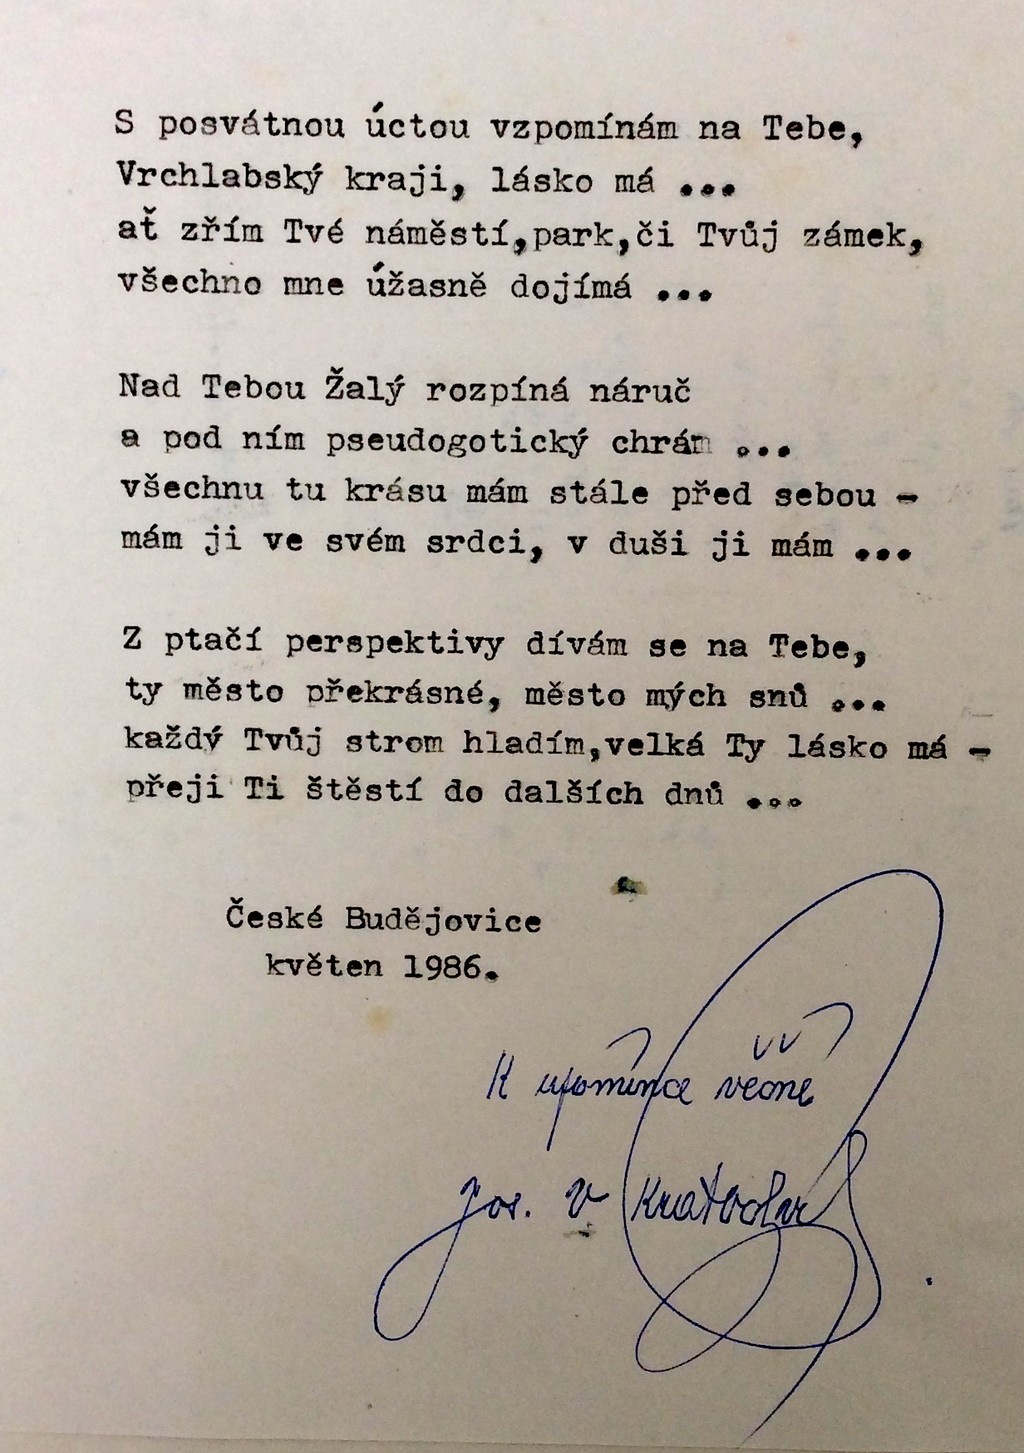 S posvátnou úctou vzpomínám na Tebe,
Vrchlabský kraji, lásko má ...
ať zřím Tvé náměstí,park,či Tvůj zámek,
všechno mne úžasně dojímá ...
Nad Tebou Žalý rozpíná náruč
a pod ním pseudogotický chrám ...
všechnu tu krásu mám stále před sebou -
mám ji ve svém srdci, v duši ji mám ...
Z ptačí perspektivy dívám se na Tebe,
ty město překrásné, město mých snů ...
každý Tvůj strom hladím,velká Ty lásko má -
přeji Ti štěstí do dalších dnů ...
České Budějovice
květen 1986.
K upomínce věčné
Jos. V